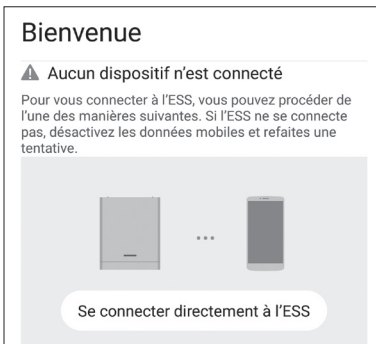 Bienvenue
Aucun dispositif n'est connecté
Pour vous connecter à l'ESS, vous pouvez procéder de
l'une des manières suivantes. Si l'ESS ne se connecte
pas, désactivez les données mobiles et refaites une
tentative.
Se connecter directement à l'ESS